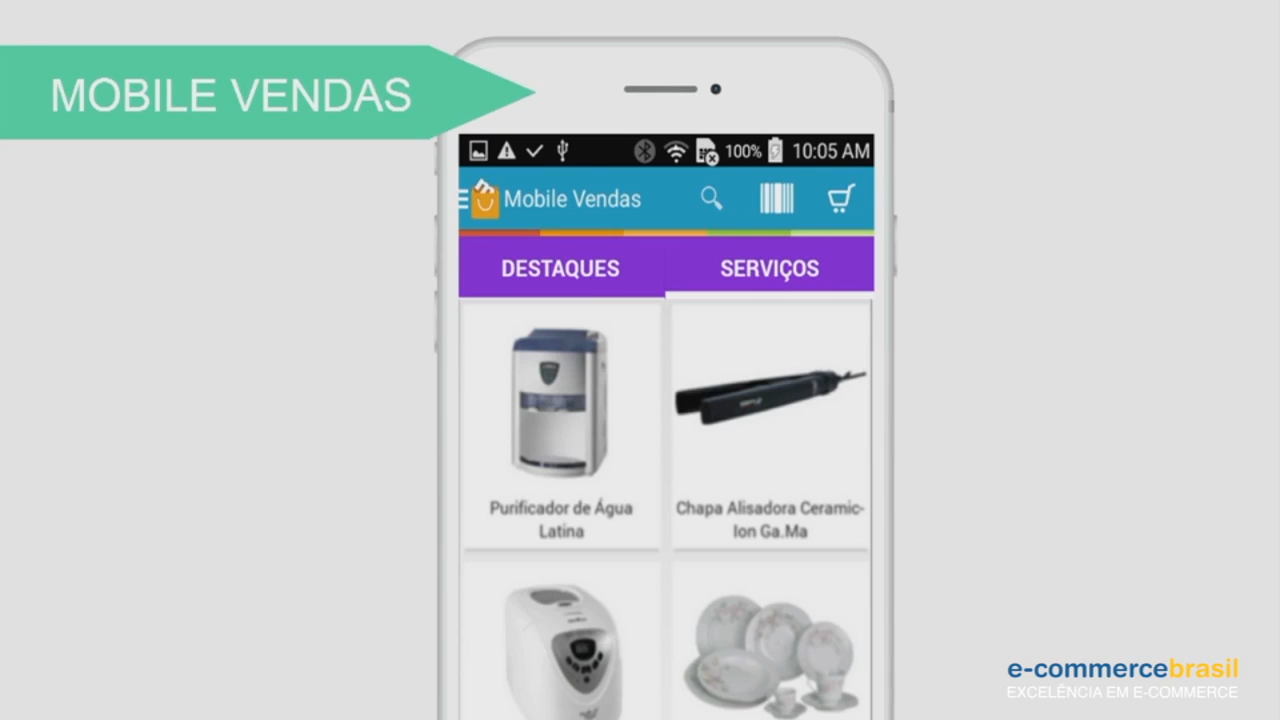 MOBILE VENDAS
100% 10:05 AM
Mobile Vendas
DESTAQUES SERVIÇOS
Purificador de Água
Latina
Chapa Alisadora Ceramic-
Ion Ga.Ma
e-commercebrasil
EXCELÊNCIA EM E-COMMERCE